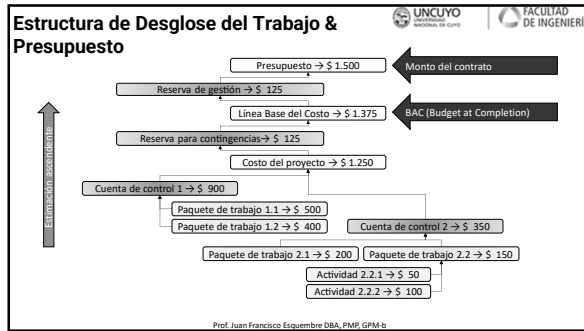 Estructura de Desglose del Trabajo &
Presupuesto
UNCUYO
UNIVERSIDAD
NACIONAL DE CUYO
FACULTAD
DE INGENIERÍ
Presupuesto → $ 1.500
Monto del contrato
Reserva de gestión → $ 125
Línea Base del Costo → $ 1.375
BAC (Budget at Completion)
Reserva para contingencias → $ 125
Costo del proyecto → $ 1.250
Estimación ascendente
Cuenta de control 1 → $ 900
Paquete de trabajo 1.1 → $ 500
Paquete de trabajo 1.2 → $ 400
Cuenta de control 2 → $ 350
Paquete de trabajo 2.1 → $ 200
Paquete de trabajo 2.2 → $ 150
Actividad 2.2.1 → $ 50
Actividad 2.2.2 → $ 100
Prof. Juan Francisco Esquembre DBA, PMP, GPM-b